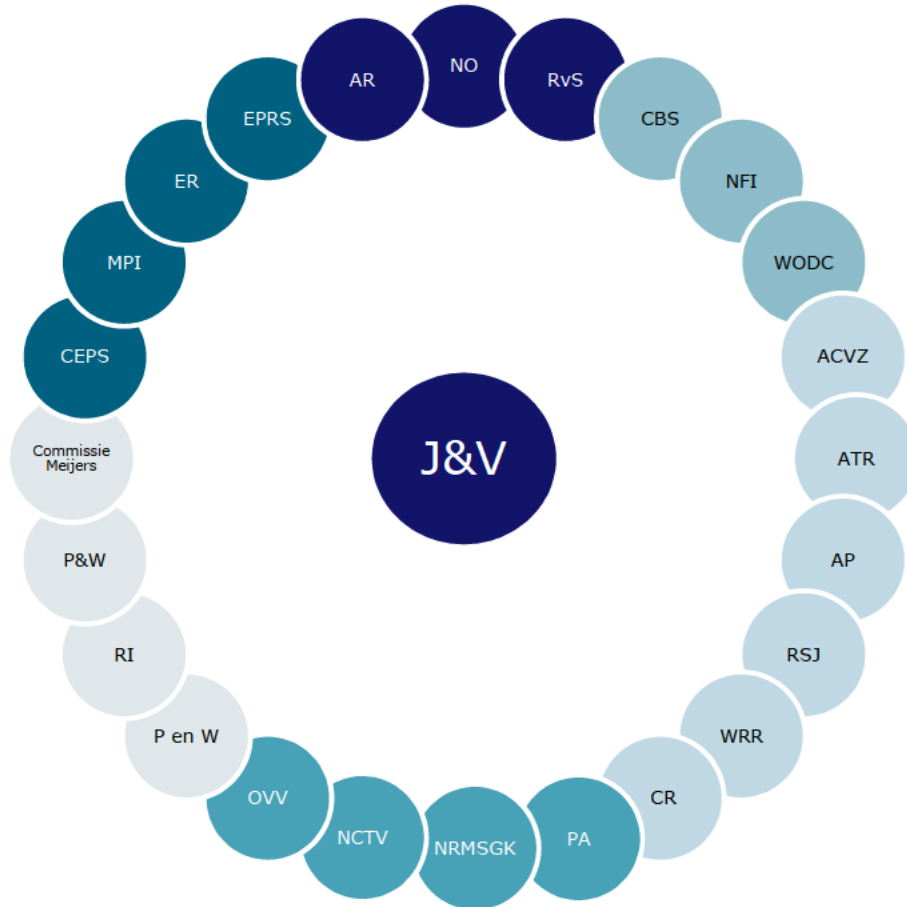 NO
RvS
CBS
NFI
WODC
ACVZ
ATR
AP
RSJ
WRR
CR
PA
NRMSGK
NCTV
OVV
P en W
RI
P&W
Commissie
Meijers
CEPS
MPI
ER
EPRS
AR
J&V